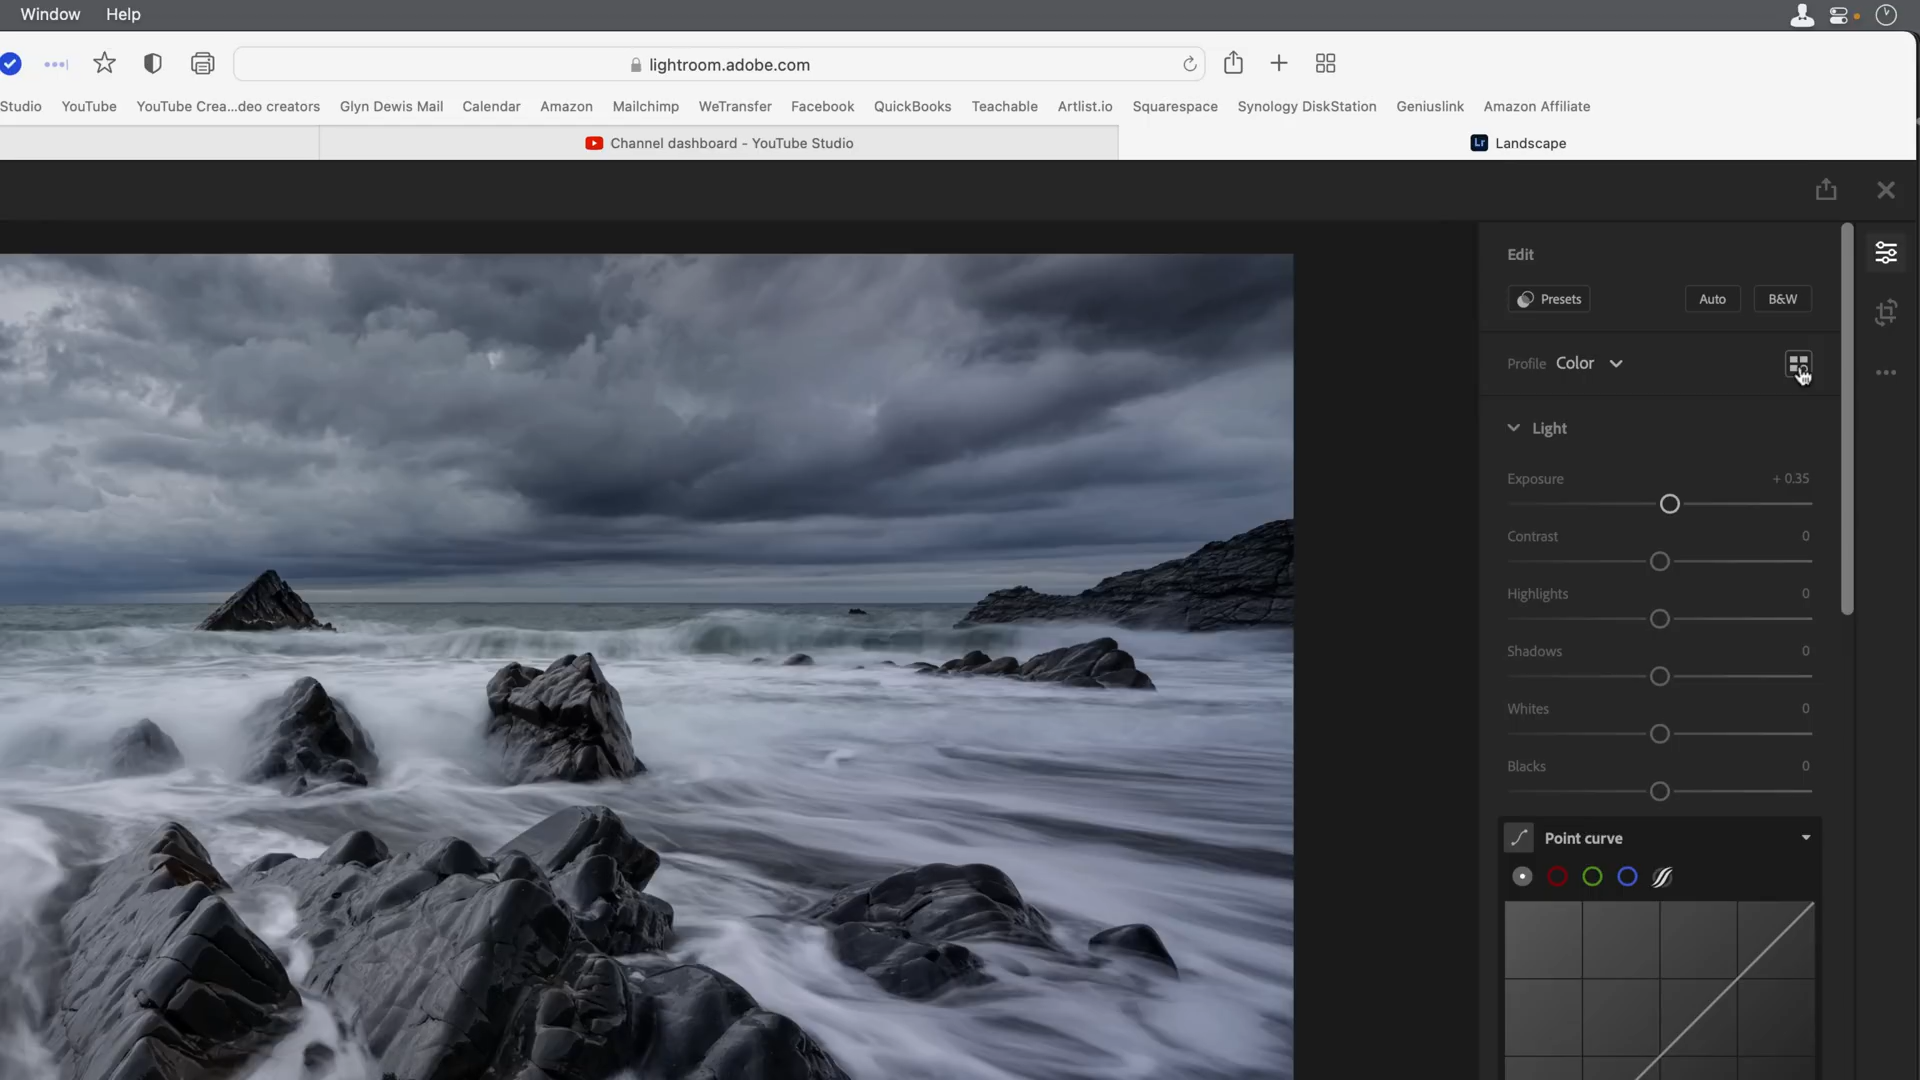 Window Help
lightroom.adobe.com
Studio YouTube YouTube Crea...deo creators Glyn Dewis Mail Calendar Amazon Mailchimp WeTransfer Facebook QuickBooks Teachable Artlist.io Squarespace Synology DiskStation Geniuslink Amazon Affiliate
Channel dashboard - YouTube Studio
Lr Landscape
Edit
Presets Auto B&W
Profile Color
Light
Exposure + 0.35
Contrast 0
Highlights 0
Shadows 0
Whites 0
Blacks 0
Point curve